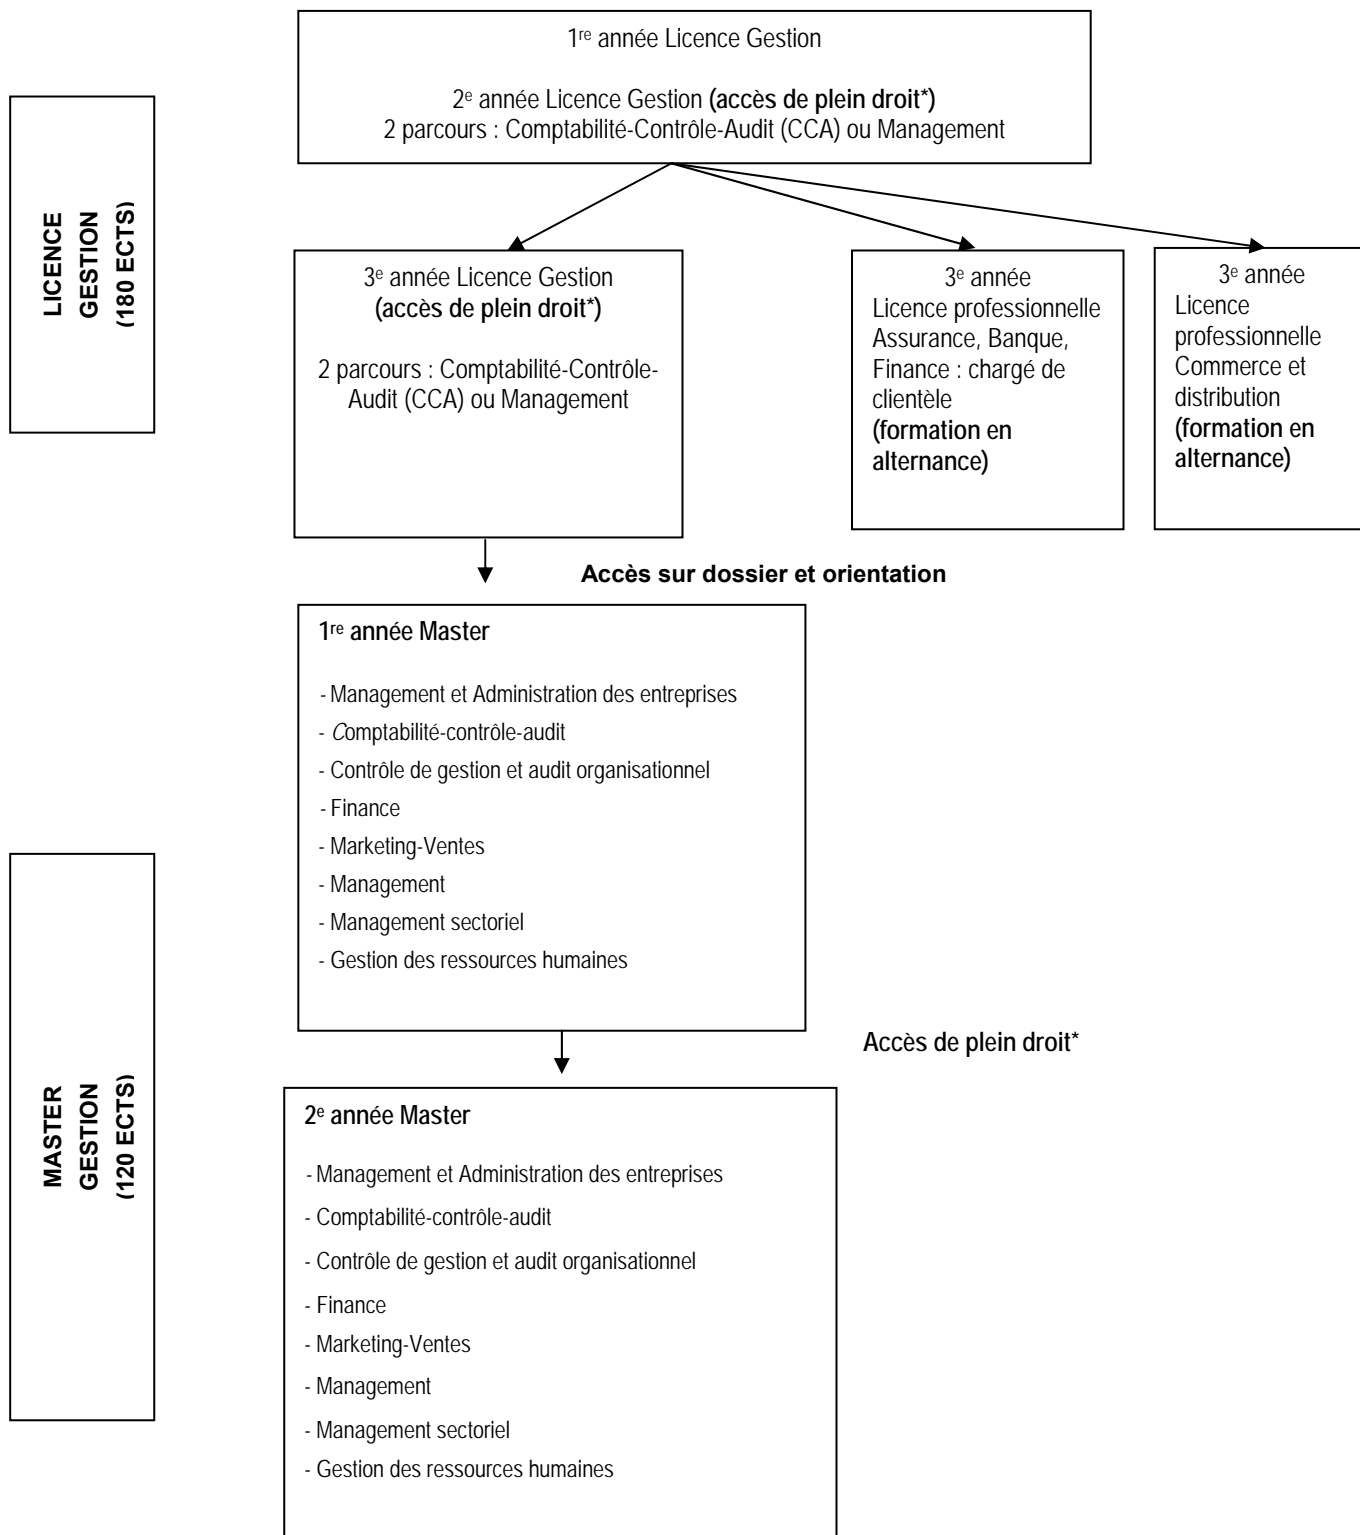 1re année Licence Gestion
2e année Licence Gestion (accès de plein droit*)
2 parcours : Comptabilité-Contrôle-Audit (CCA) ou Management
LICENCE
GESTION
(180 ECTS)
3e année Licence Gestion
(accès de plein droit*)
2 parcours : Comptabilité-Contrôle-
Audit (CCA) ou Management
3e année
Licence professionnelle
Assurance, Banque,
Finance : chargé de
clientèle
(formation en
alternance)
3e année
Licence
professionnelle
Commerce et
distribution
(formation en
alternance)
Accès sur dossier et orientation
1re année Master
- Management et Administration des entreprises
- Comptabilité-contrôle-audit
- Contrôle de gestion et audit organisationnel
- Finance
- Marketing-Ventes
- Management
- Management sectoriel
- Gestion des ressources humaines
MASTER
GESTION
(120 ECTS)
Accès de plein droit*
2e année Master
- Management et Administration des entreprises
- Comptabilité-contrôle-audit
- Contrôle de gestion et audit organisationnel
- Finance
- Marketing-Ventes
- Management
- Management sectoriel
- Gestion des ressources humaines